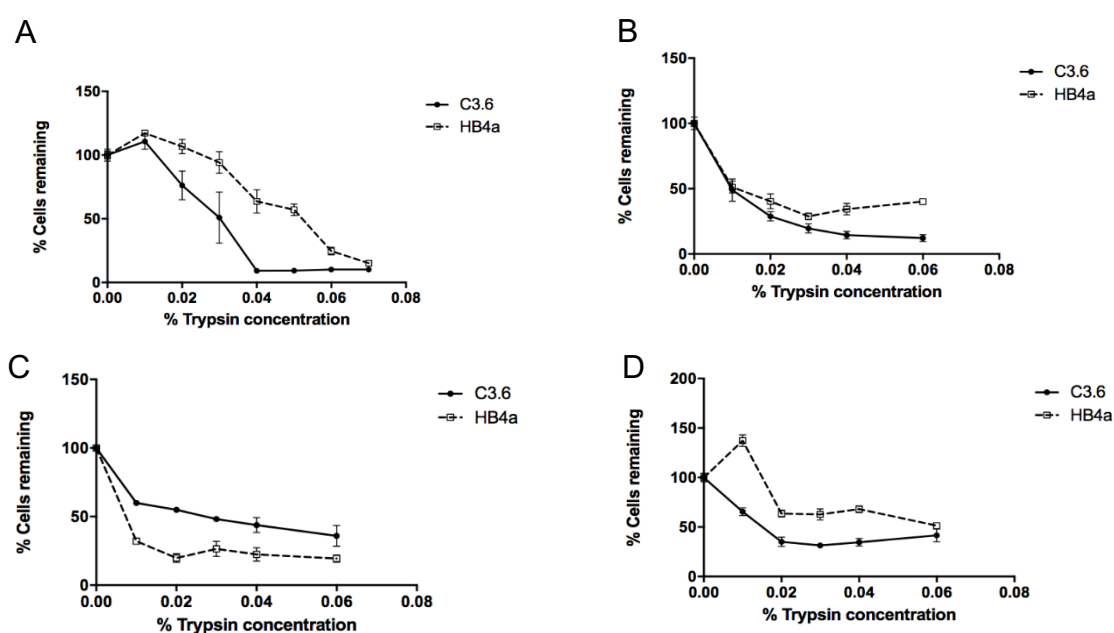 A
150
100
50
0
% Cells remaining
0.00 0.02 0.04 0.06 0.08
% Trypsin concentration
C3.6
HB4a
B
150
100
50
0
% Cells remaining
0.00 0.02 0.04 0.06 0.08
% Trypsin concentration
C3.6
HB4a
C
150
100
50
0
% Cells remaining
0.00 0.02 0.04 0.06 0.08
% Trypsin concentration
C3.6
HB4a
D
200
150
100
50
0
% Cells remaining
0.00 0.02 0.04 0.06 0.08
% Trypsin concentration
C3.6
HB4a